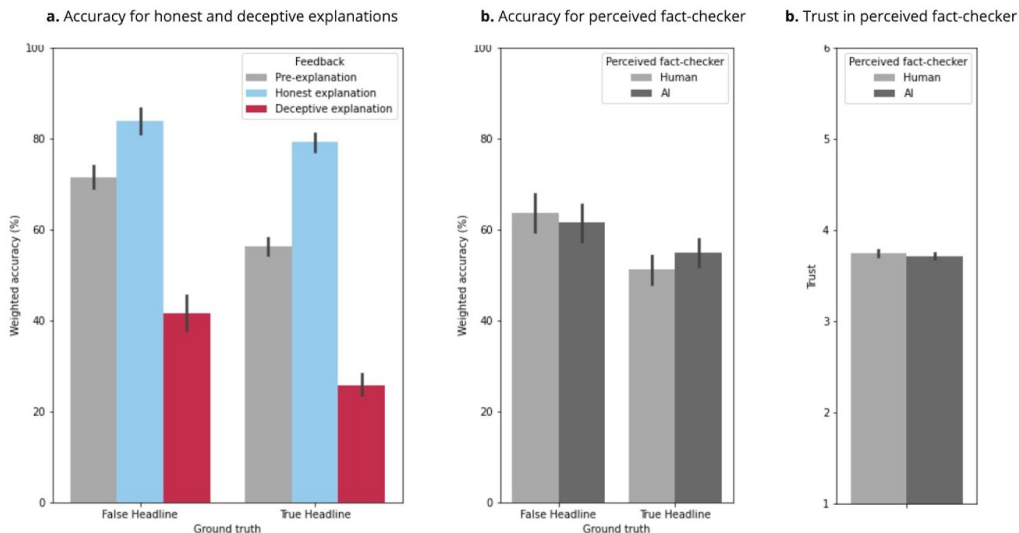 a. Accuracy for honest and deceptive explanations
100
80
60
40
20
0
Weighted accuracy (%)
Feedback
Pre-explanation
Honest explanation
Deceptive explanation
False Headline
True Headline
Ground truth
b. Accuracy for perceived fact-checker
100
80
60
40
20
0
Weighted accuracy (%)
Perceived fact-checker
Human
AI
False Headline
True Headline
Ground truth
b. Trust in perceived fact-checker
6
5
4
3
2
1
Trust
Perceived fact-checker
Human
AI